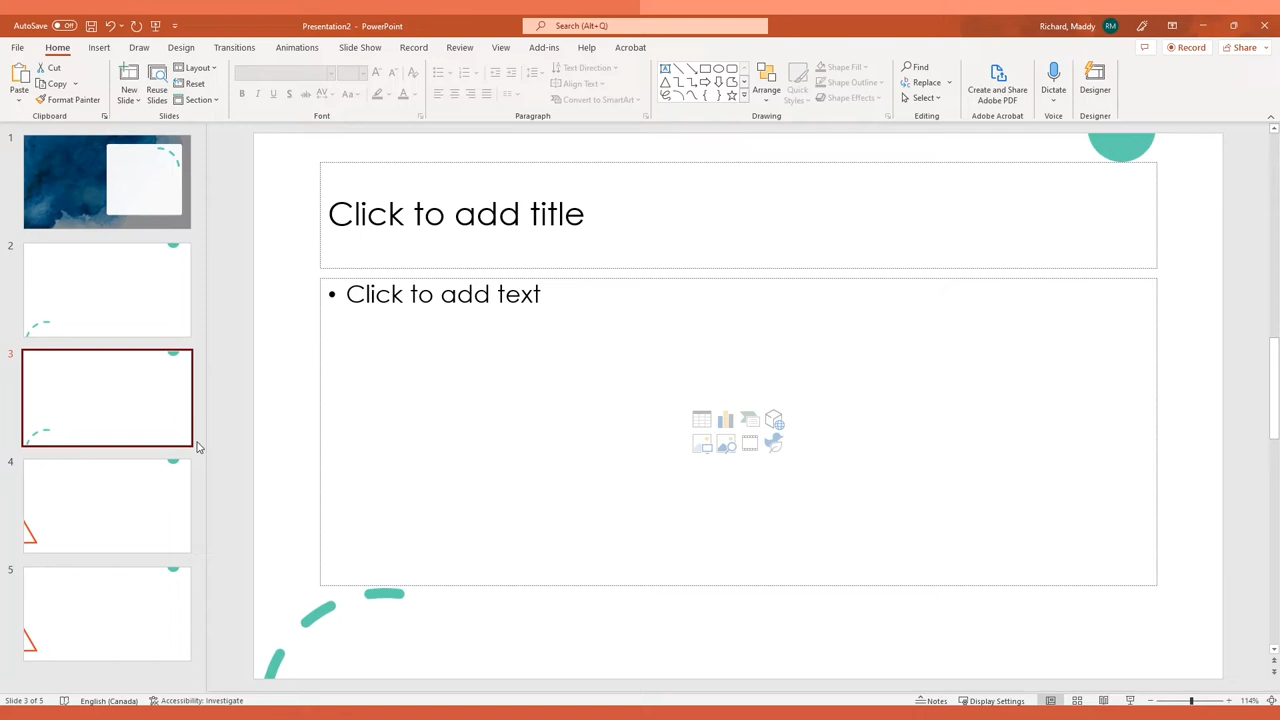 AutoSave Off
Presentation2 - PowerPoint
Search (Alt+Q)
Richard, Maddy RM
File Home Insert Draw Design Transitions Animations Slide Show Record Review View Add-ins Help Acrobat
Record Share
Paste
Cut
Copy
Format Painter
Clipboard
New Slide
Reuse Slides
Layout
Reset
Section
Slides
B I U S ab AV Aa A
Font
Text Direction
Align Text
Convert to SmartArt
Paragraph
Arrange
Quick Styles
Shape Fill
Shape Outline
Shape Effects
Drawing
Find
Replace
Select
Editing
Create and Share Adobe PDF
Adobe Acrobat
Dictate
Voice
Designer
Designer
1
2
3
4
5
Click to add title
• Click to add text
Slide 3 of 5
English (Canada)
Accessibility: Investigate
Notes
Display Settings
114%